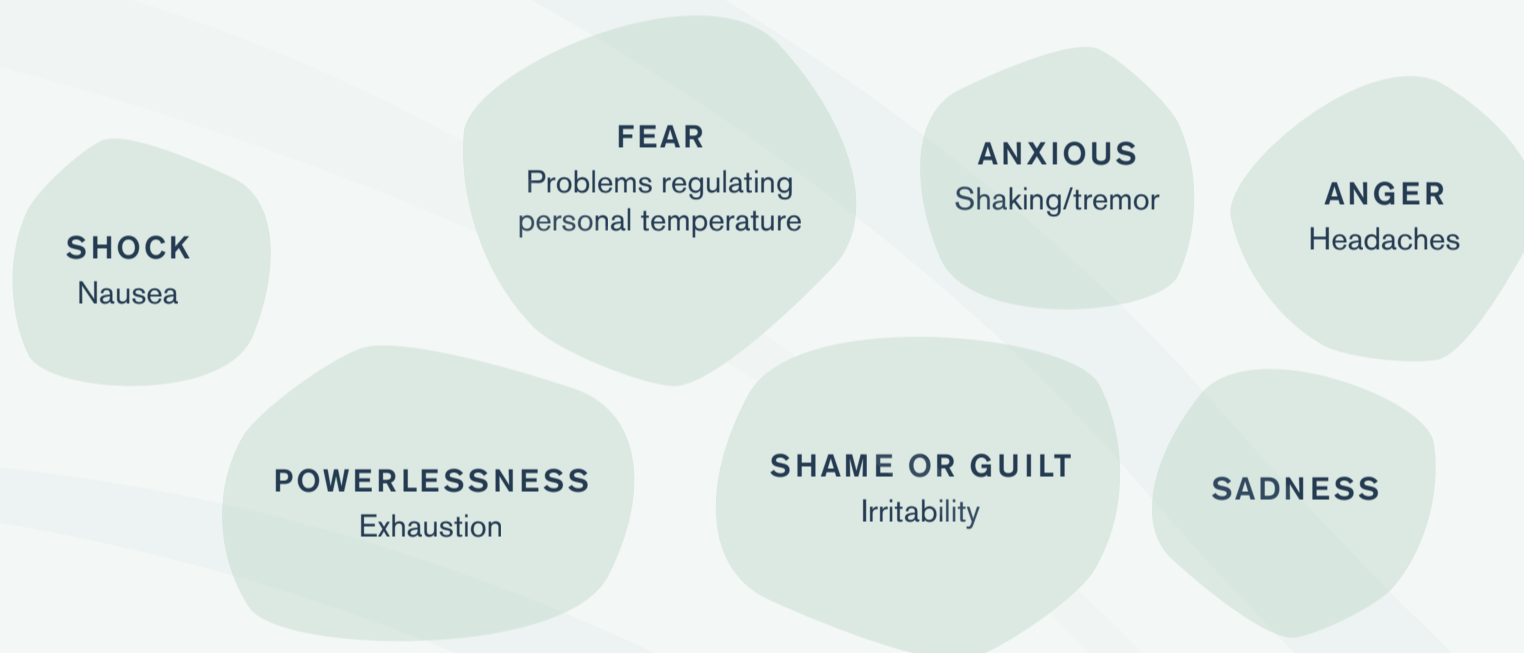 SHOCK
Nausea
FEAR
Problems regulating
personal temperature
ANXIOUS
Shaking/tremor
ANGER
Headaches
POWERLESSNESS
Exhaustion
SHAME OR GUILT
Irritability
SADNESS